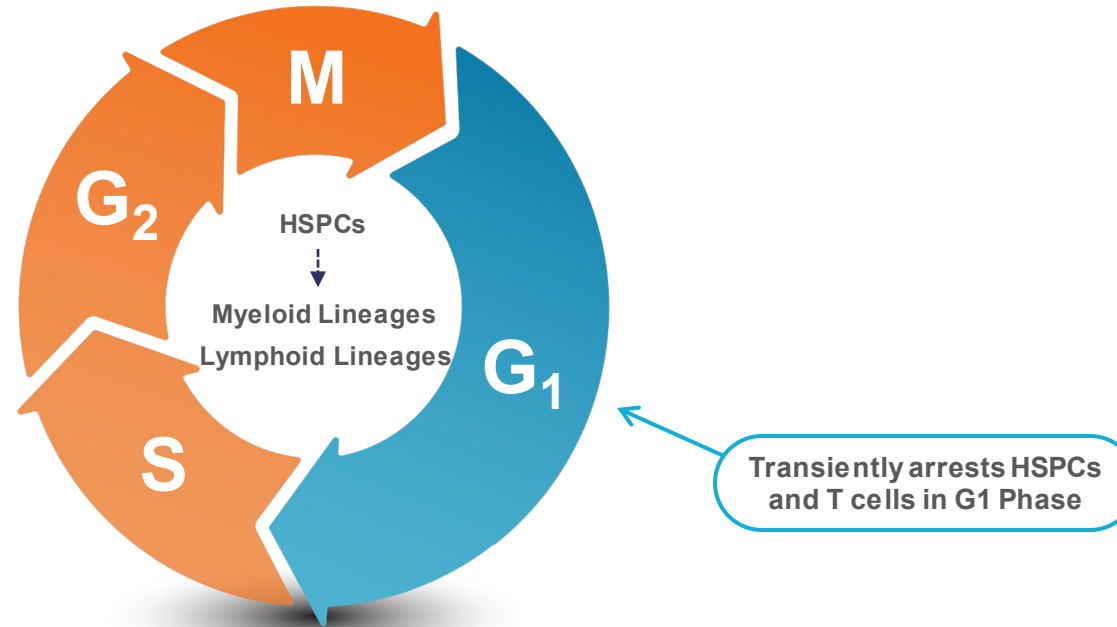 M
G₂
HSPCs
Myeloid Lineages
Lymphoid Lineages
G₁
S
Transiently arrests HSPCs
and T cells in G1 Phase